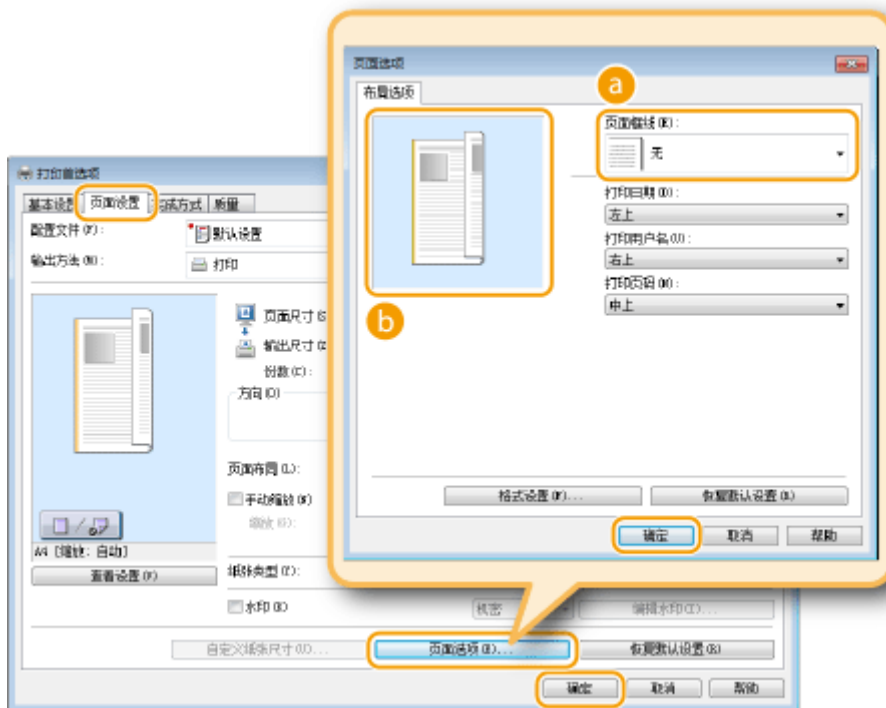 页面选项
布局选项
a
页面框线(E):
无
打印日期(D):
左上
打印用户名(U):
右上
打印页码(M):
中上
b
格式设置(F)...
恢复默认设置(R)
确定
取消
帮助
打印首选项
基本设置
页面设置
完成方式
质量
配置文件(F):
默认设置
输出方法(M):
打印
页面尺寸(S
输出尺寸(Z
份数(C):
方向(O)
页面布局(L):
手动缩放(N)
缩放(G):
A4 [缩放: 自动]
查看设置(V)
纸张类型(P):
水印(K)
机密
编辑水印(I)...
自定义纸张尺寸(U)...
页面选项(E)...
恢复默认设置(R)
确定
取消
帮助